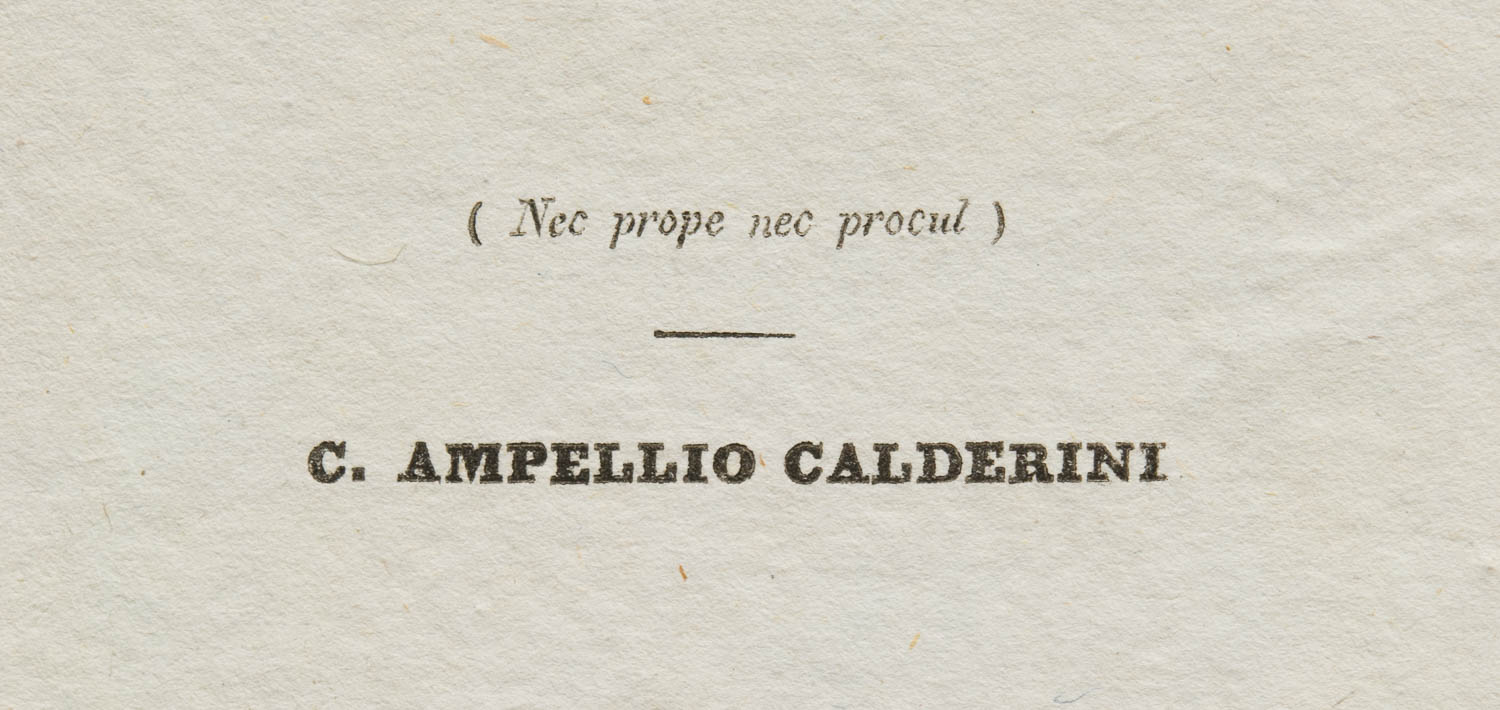 ( Nec prope nec procul )
C. AMPELLIO CALDERINI